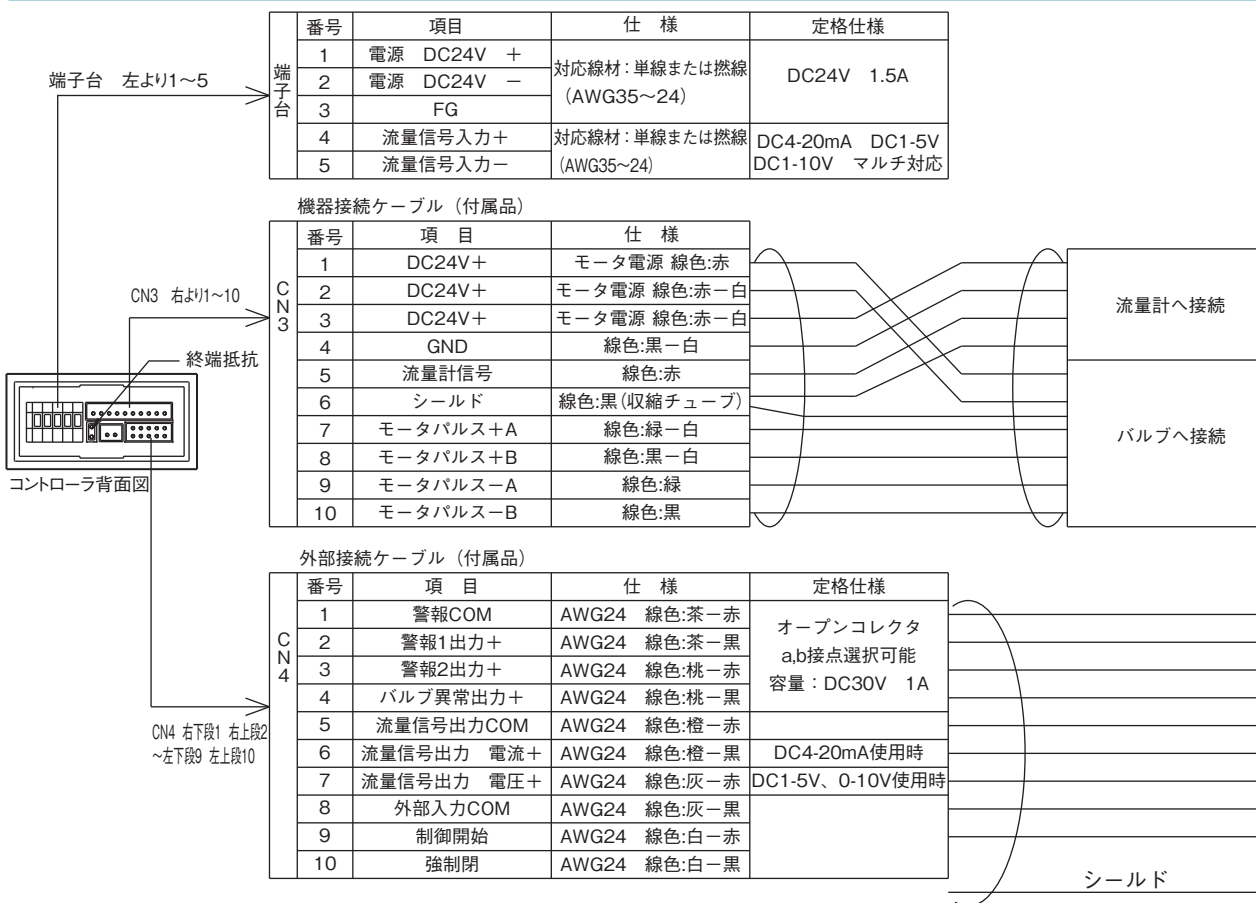 番号 項目 仕 様 定格仕様
端子台 左より1〜5
端子台
1 電源 DC24V ＋
2 電源 DC24V －
3 FG
対応線材：単線または撚線
（AWG35〜24）
DC24V 1.5A
4 流量信号入力＋
5 流量信号入力－
対応線材：単線または撚線
(AWG35〜24)
DC4-20mA DC1-5V
DC1-10V マルチ対応
機器接続ケーブル（付属品）
番号 項 目 仕 様
CN3 右より1〜10
CN3
1 DC24V＋ モータ電源 線色:赤
2 DC24V＋ モータ電源 線色:赤－白
3 DC24V＋ モータ電源 線色:赤－白
4 GND 線色:黒－白
5 流量計信号 線色:赤
6 シールド 線色:黒(収縮チューブ)
7 モータパルス＋A 線色:緑－白
8 モータパルス＋B 線色:黒－白
9 モータパルス－A 線色:緑
10 モータパルス－B 線色:黒
流量計へ接続
バルブへ接続
終端抵抗
コントローラ背面図
外部接続ケーブル（付属品）
番号 項 目 仕 様 定格仕様
CN4
CN4 右下段1 右上段2
〜左下段9 左上段10
1 警報COM AWG24 線色:茶－赤
2 警報1出力＋ AWG24 線色:茶－黒
3 警報2出力＋ AWG24 線色:桃－赤
4 バルブ異常出力＋ AWG24 線色:桃－黒
オープンコレクタ
a,b接点選択可能
容量：DC30V 1A
5 流量信号出力COM AWG24 線色:橙－赤
6 流量信号出力 電流＋ AWG24 線色:橙－黒 DC4-20mA使用時
7 流量信号出力 電圧＋ AWG24 線色:灰－赤 DC1-5V、0-10V使用時
8 外部入力COM AWG24 線色:灰－黒
9 制御開始 AWG24 線色:白－赤
10 強制閉 AWG24 線色:白－黒
シールド